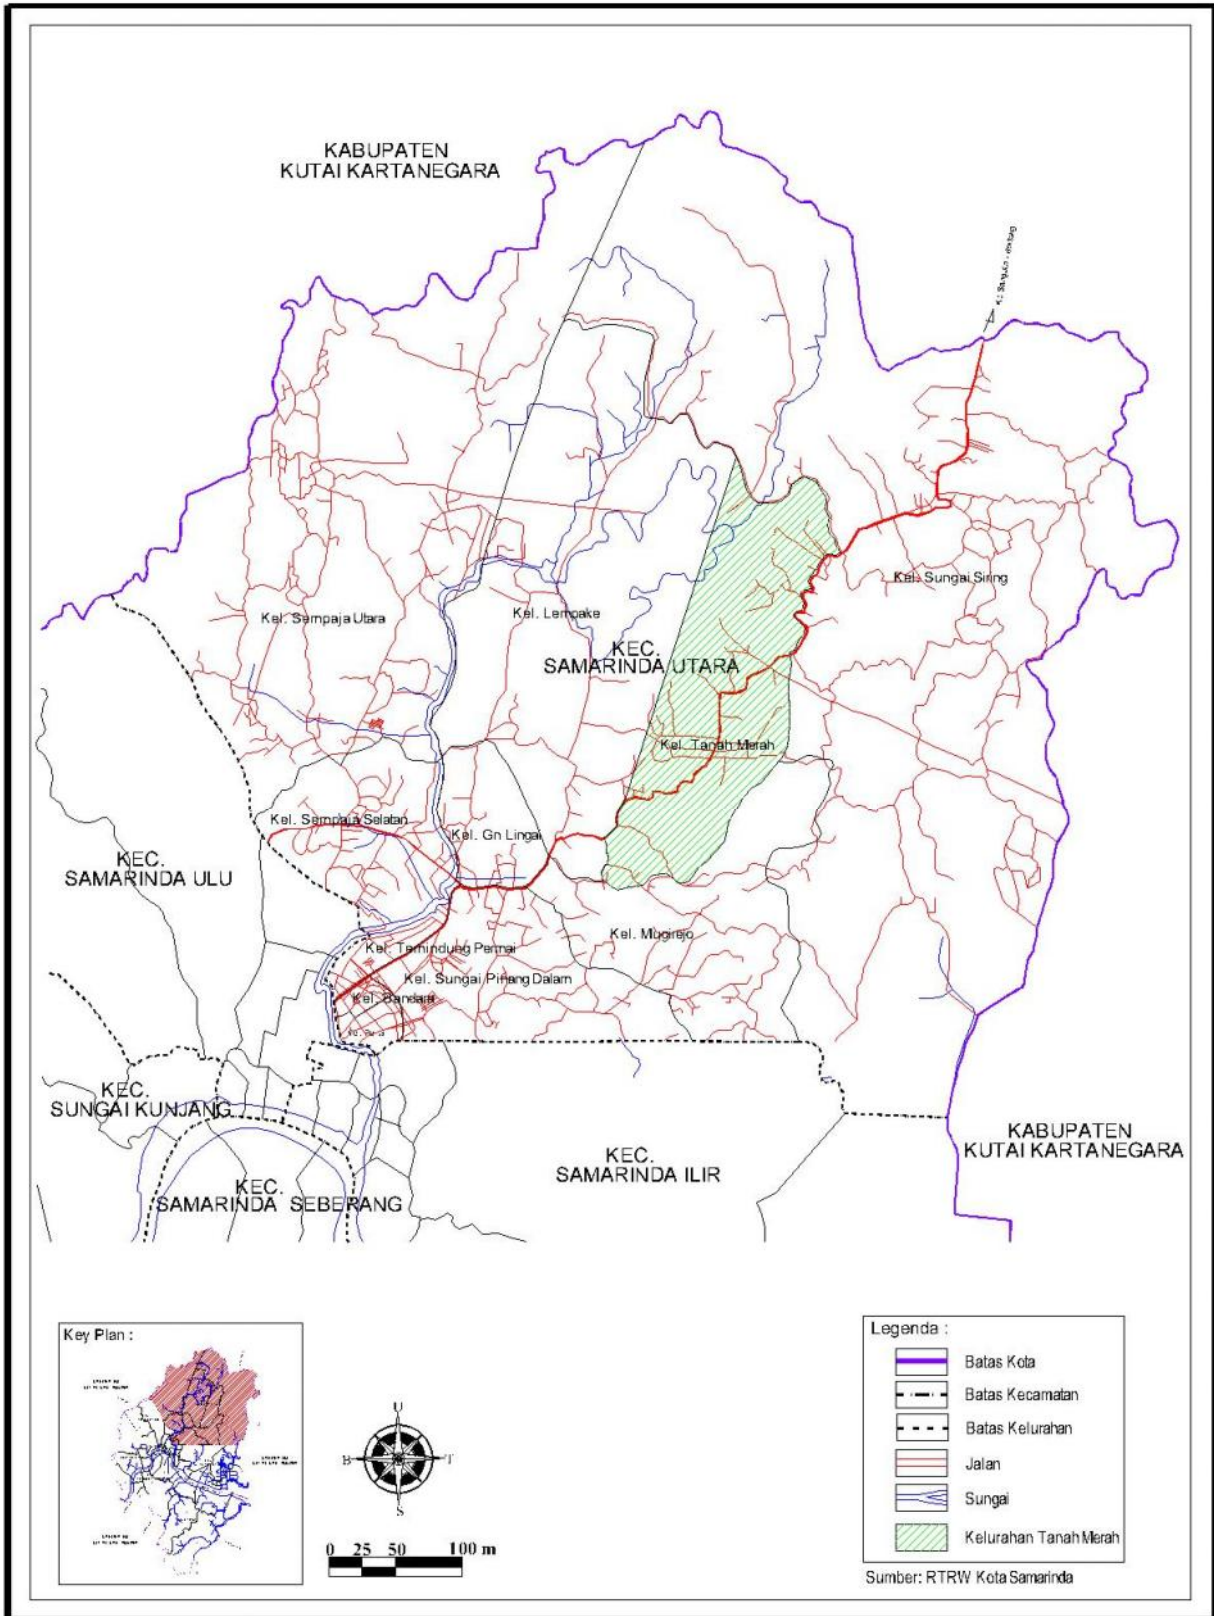 KABUPATEN
KUTAI KARTANEGARA
Kel. Sungai Siring
Kel. Sempaja Utara
Kel. Lempake
KEC.
SAMARINDA UTARA
Kel. Tanah Merah
Kel. Sempaja Selatan
Kel. Gn Lingai
KEC.
SAMARINDA ULU
Kel. Mugirejo
Kel. Temindung Permai
Kel. Sungai Pinang Dalam
Kel. Bandara
KEC.
SUNGAI KUNJANG
KEC.
SAMARINDA ILIR
KABUPATEN
KUTAI KARTANEGARA
KEC.
SAMARINDA SEBERANG
Key Plan :
U
B
T
S
0 25 50 100 m
Legenda :
Batas Kota
Batas Kecamatan
Batas Kelurahan
Jalan
Sungai
Kelurahan Tanah Merah
Sumber: RTRW Kota Samarinda